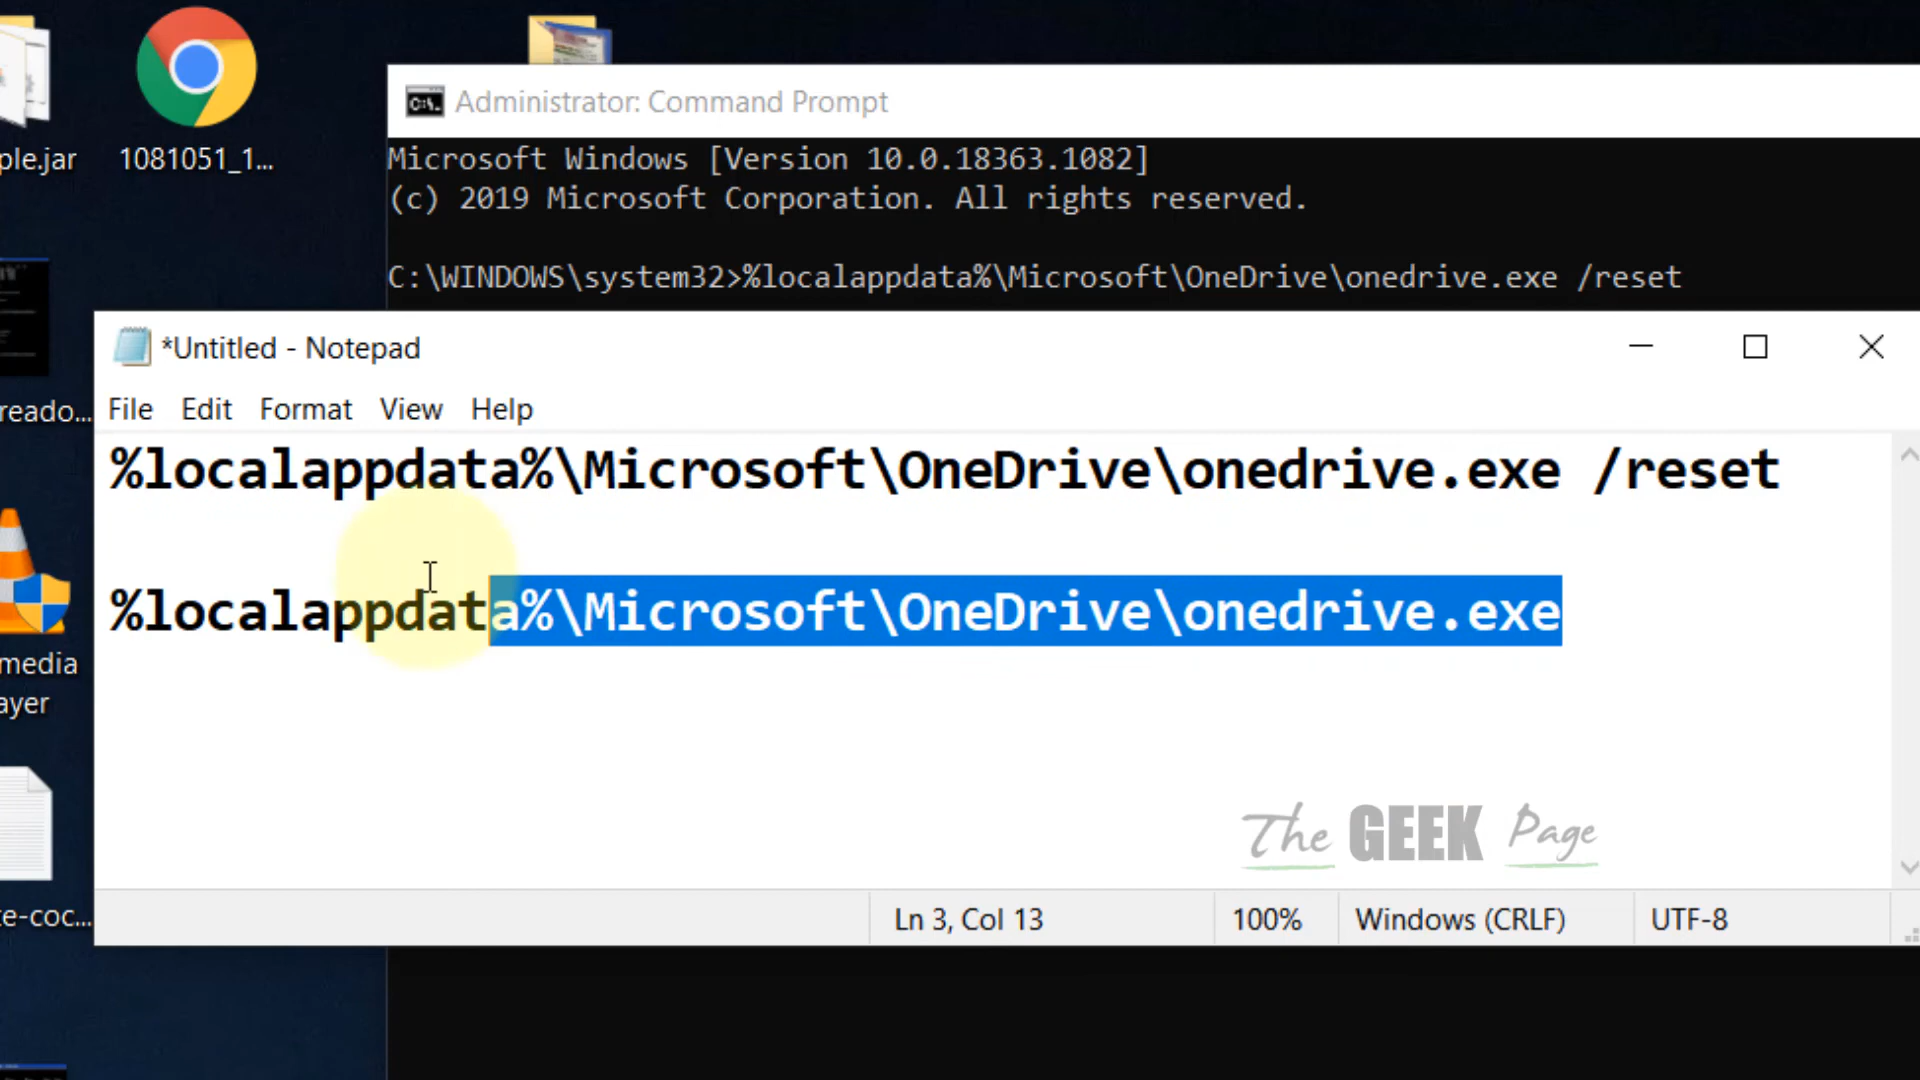 ple.jar
1081051_1...
Administrator: Command Prompt
Microsoft Windows [Version 10.0.18363.1082]
(c) 2019 Microsoft Corporation. All rights reserved.
C:\WINDOWS\system32>%localappdata%\Microsoft\OneDrive\onedrive.exe /reset
*Untitled - Notepad
File Edit Format View Help
reado...
%localappdata%\Microsoft\OneDrive\onedrive.exe /reset
%localappdata%\Microsoft\OneDrive\onedrive.exe
media
ayer
The GEEK Page
te-coc...
Ln 3, Col 13
100%
Windows (CRLF)
UTF-8